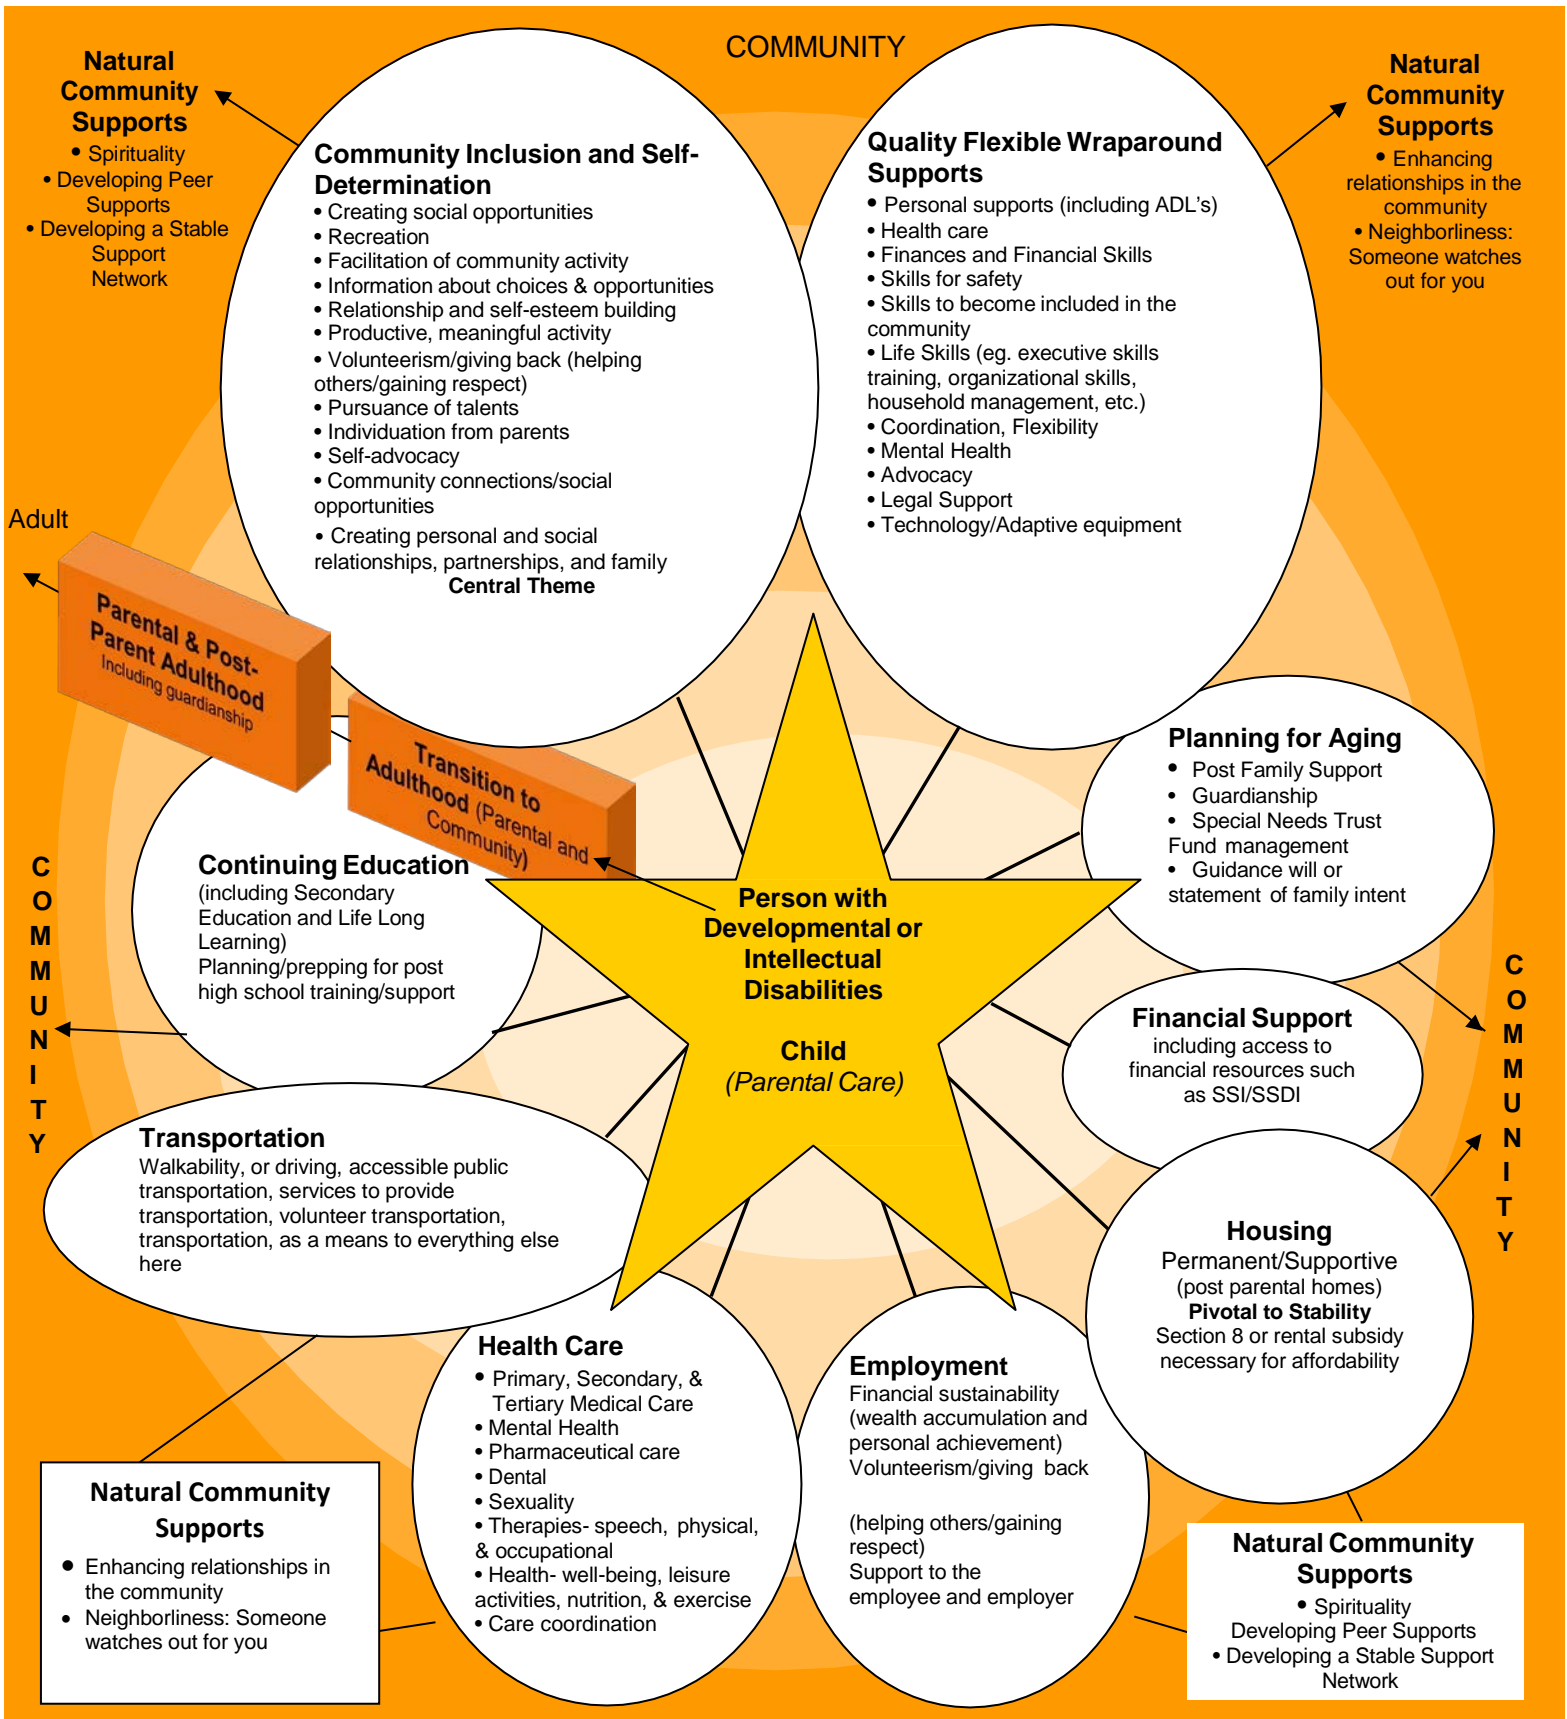 COMMUNITY
Natural
Community
Supports
• Spirituality
• Developing Peer
Supports
• Developing a Stable
Support
Network
Community Inclusion and Self-
Determination
• Creating social opportunities
• Recreation
• Facilitation of community activity
• Information about choices & opportunities
• Relationship and self-esteem building
• Productive, meaningful activity
• Volunteerism/giving back (helping
others/gaining respect)
• Pursuance of talents
• Individuation from parents
• Self-advocacy
• Community connections/social
opportunities
• Creating personal and social
relationships, partnerships, and family
Central Theme
Quality Flexible Wraparound
Supports
• Personal supports (including ADL's)
• Health care
• Finances and Financial Skills
• Skills for safety
• Skills to become included in the
community
• Life Skills (eg. executive skills
training, organizational skills,
household management, etc.)
• Coordination, Flexibility
• Mental Health
• Advocacy
• Legal Support
• Technology/Adaptive equipment
Natural
Community
Supports
• Enhancing
relationships in the
community
• Neighborliness:
Someone watches
out for you
Adult
Parental & Post-
Parent Adulthood
Including guardianship
Transition to
Adulthood (Parental and
Community)
Planning for Aging
• Post Family Support
• Guardianship
• Special Needs Trust
Fund management
• Guidance will or
statement of family intent
COMMUNITY
Continuing Education
(including Secondary
Education and Life Long
Learning)
Planning/prepping for post
high school training/support
Person with
Developmental or
Intellectual
Disabilities
Child
(Parental Care)
Financial Support
including access to
financial resources such
as SSI/SSDI
COMMUNITY
Transportation
Walkability, or driving, accessible public
transportation, services to provide
transportation, volunteer transportation,
transportation, as a means to everything else
here
Housing
Permanent/Supportive
(post parental homes)
Pivotal to Stability
Section 8 or rental subsidy
necessary for affordability
Health Care
• Primary, Secondary, &
Tertiary Medical Care
• Mental Health
• Pharmaceutical care
• Dental
• Sexuality
• Therapies- speech, physical,
& occupational
• Health- well-being, leisure
activities, nutrition, & exercise
• Care coordination
Employment
Financial sustainability
(wealth accumulation and
personal achievement)
Volunteerism/giving back
(helping others/gaining
respect)
Support to the
employee and employer
Natural Community
Supports
• Enhancing relationships in
the community
• Neighborliness: Someone
watches out for you
Natural Community
Supports
• Spirituality
Developing Peer Supports
• Developing a Stable Support
Network